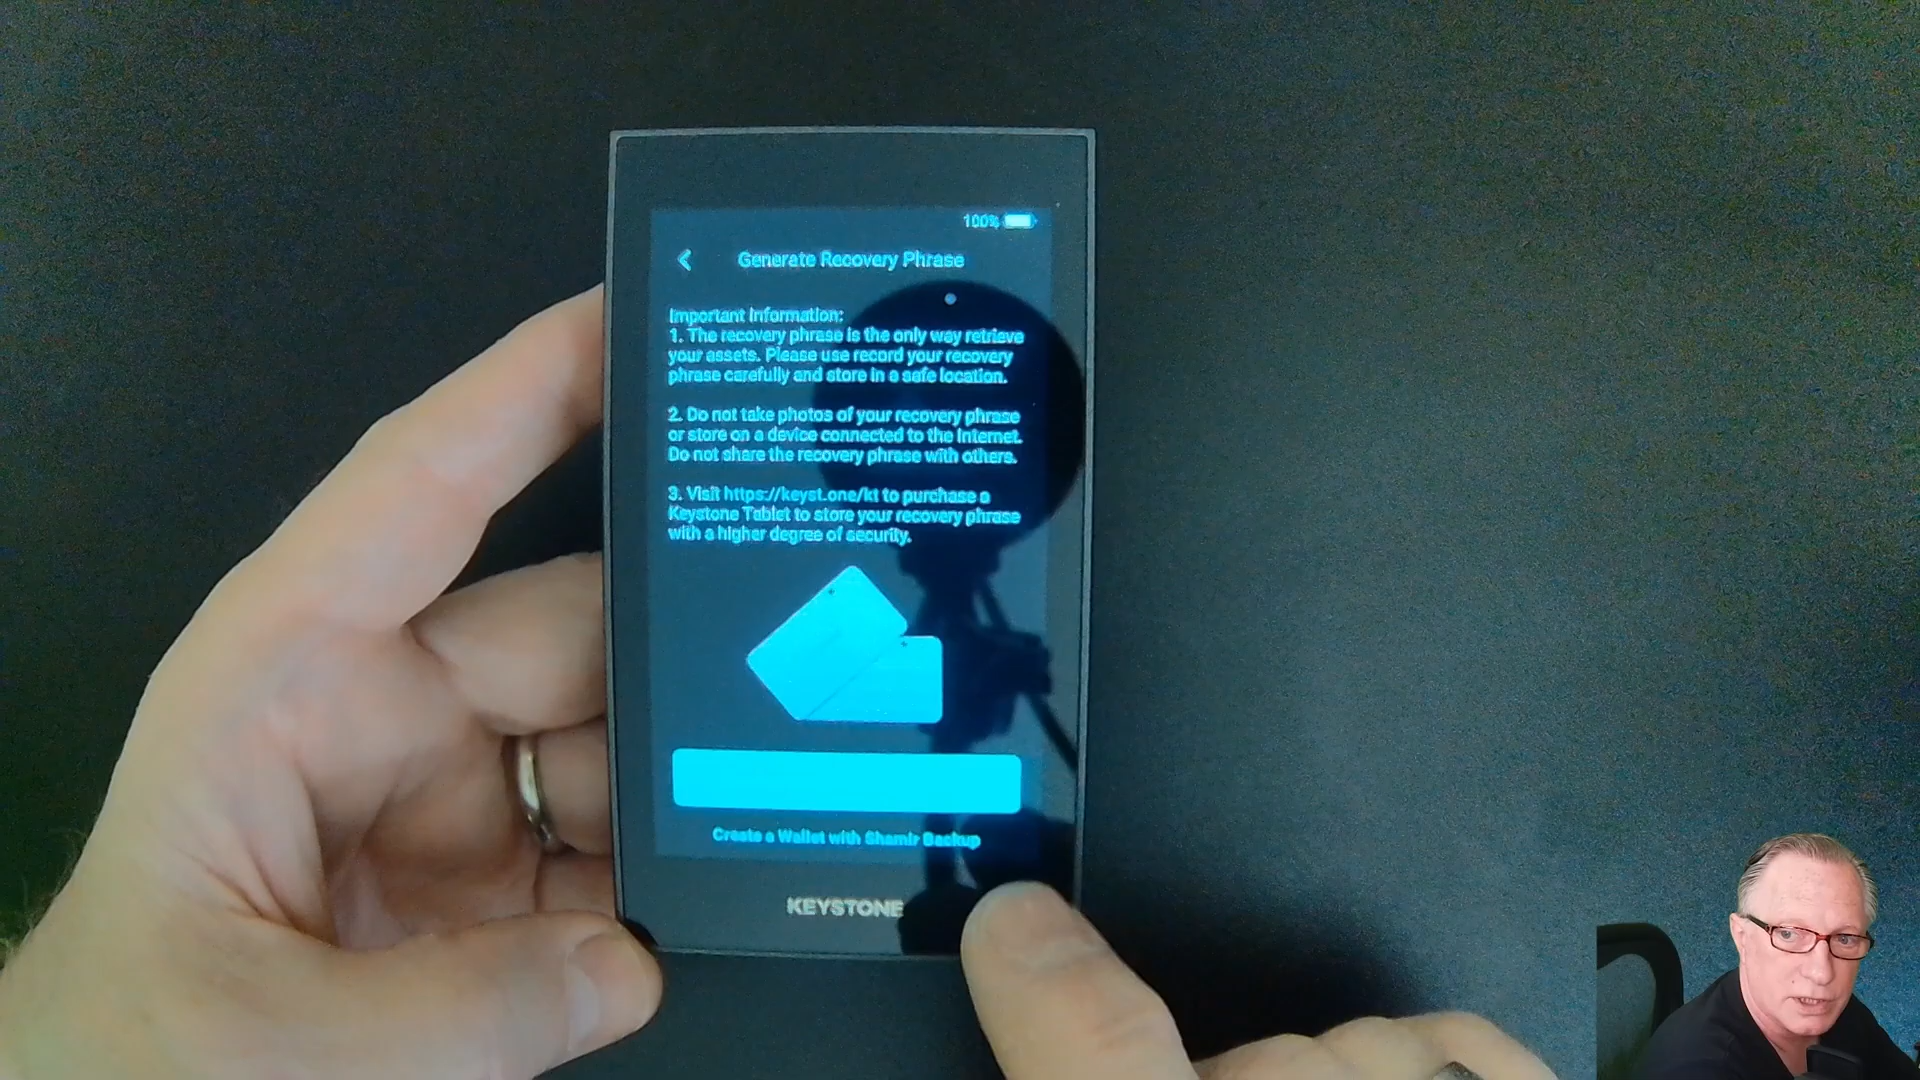 100%
Generate Recovery Phrase
Important Information:
1. The recovery phrase is the only way retrieve
your assets. Please use record your recovery
phrase carefully and store in a safe location.
2. Do not take photos of your recovery phrase
or store on a device connected to the Internet.
Do not share the recovery phrase with others.
3. Visit https://keyst.one/kt to purchase a
Keystone Tablet to store your recovery phrase
with a higher degree of security.
Create a Wallet with Shamir Backup
KEYSTONE